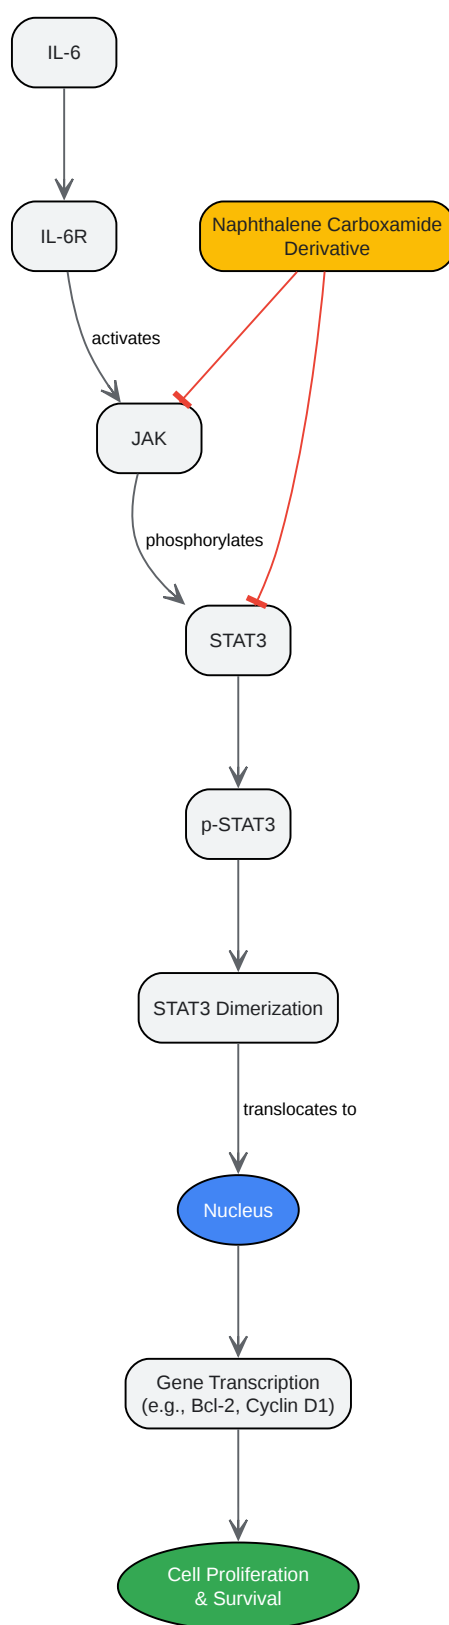 IL-6
IL-6R
Naphthalene Carboxamide
Derivative
activates
JAK
phosphorylates
STAT3
p-STAT3
STAT3 Dimerization
translocates to
Nucleus
Gene Transcription
(e.g., Bcl-2, Cyclin D1)
Cell Proliferation
& Survival